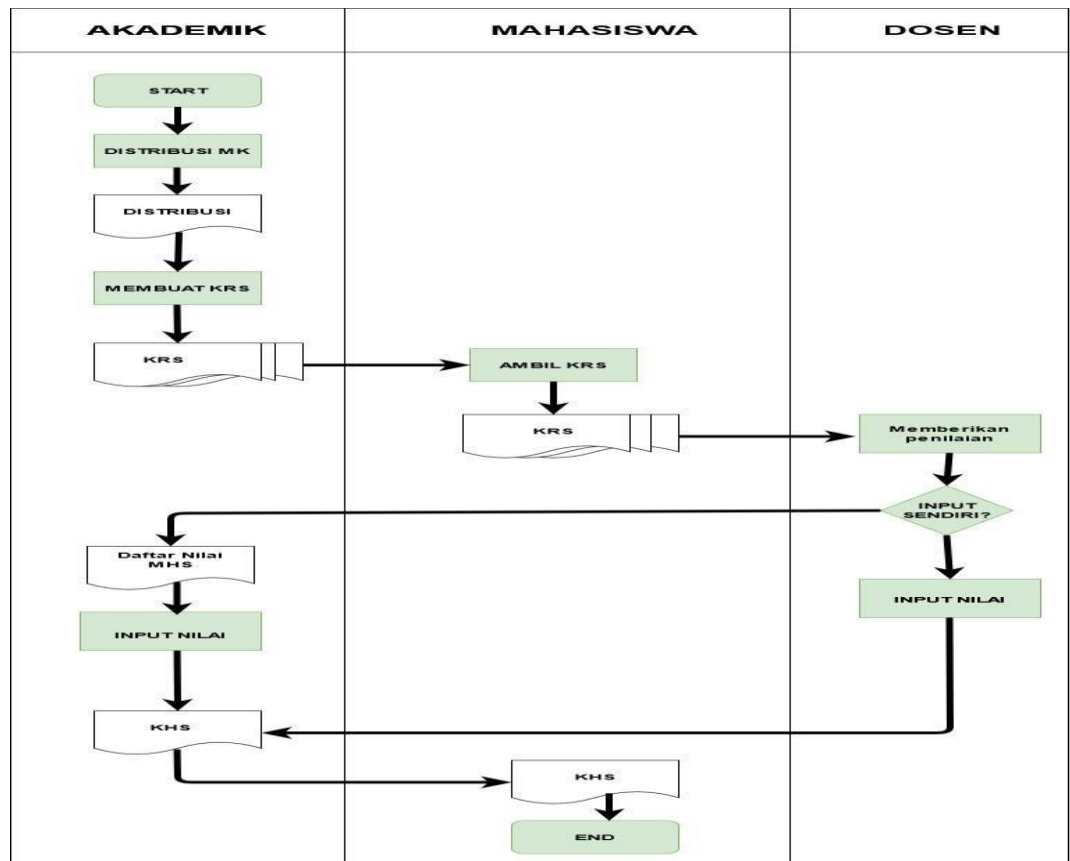 AKADEMIK
MAHASISWA
DOSEN
START
DISTRIBUSI MK
DISTRIBUSI
MEMBUAT KRS
KRS
AMBIL KRS
KRS
Memberikan
penilaian
INPUT
SENDIRI?
Daftar Nilai
MHS
INPUT NILAI
INPUT NILAI
KHS
KHS
END